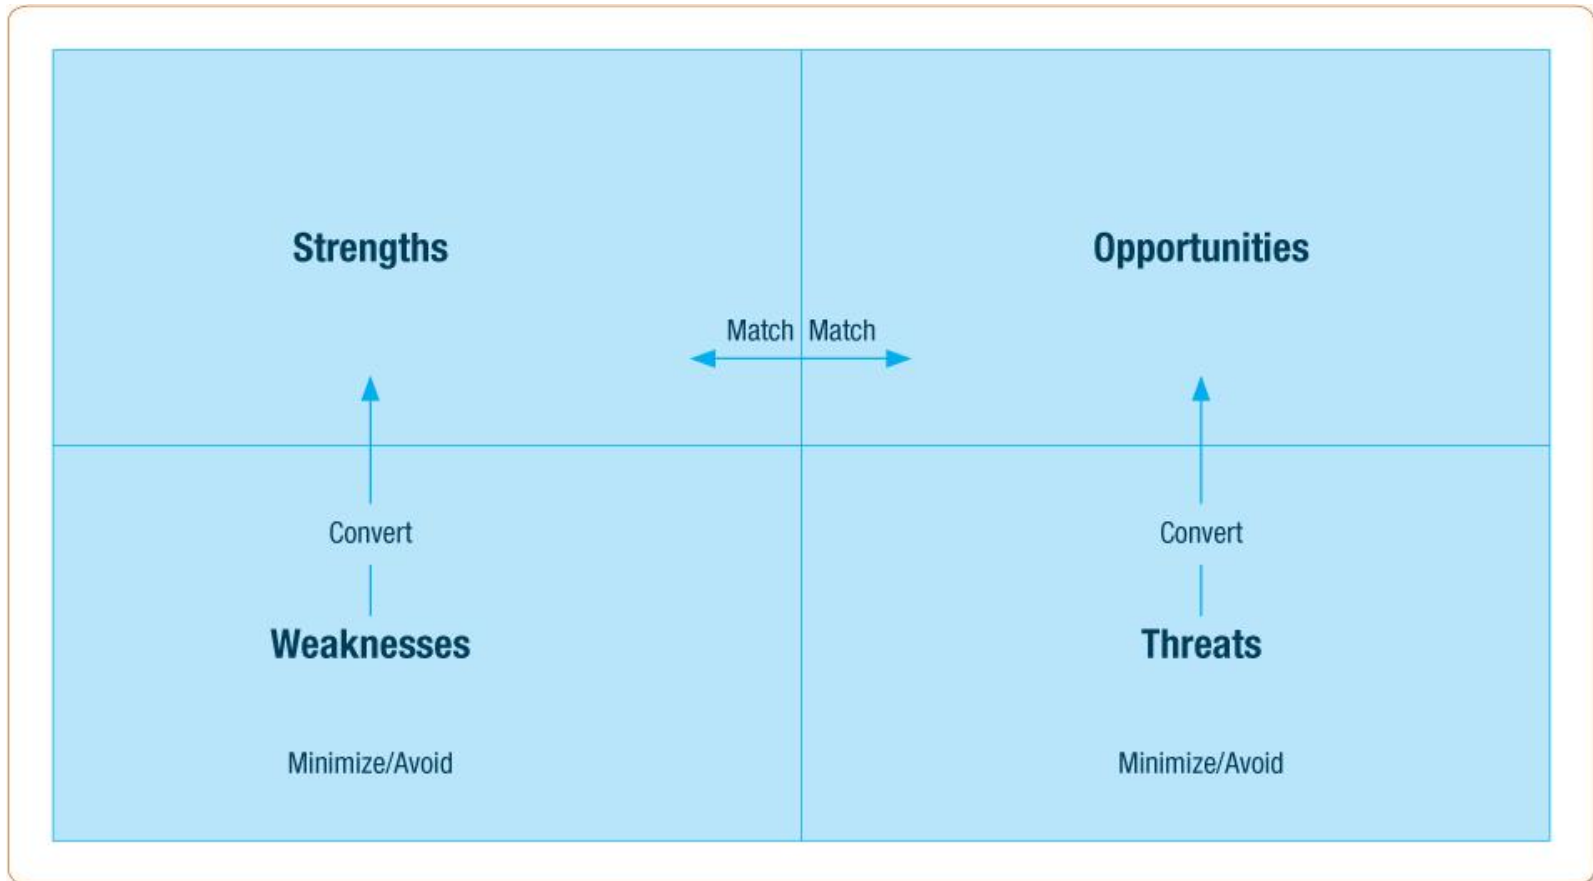 Strengths
Opportunities
Match Match
Convert
Convert
Weaknesses
Threats
Minimize/Avoid
Minimize/Avoid